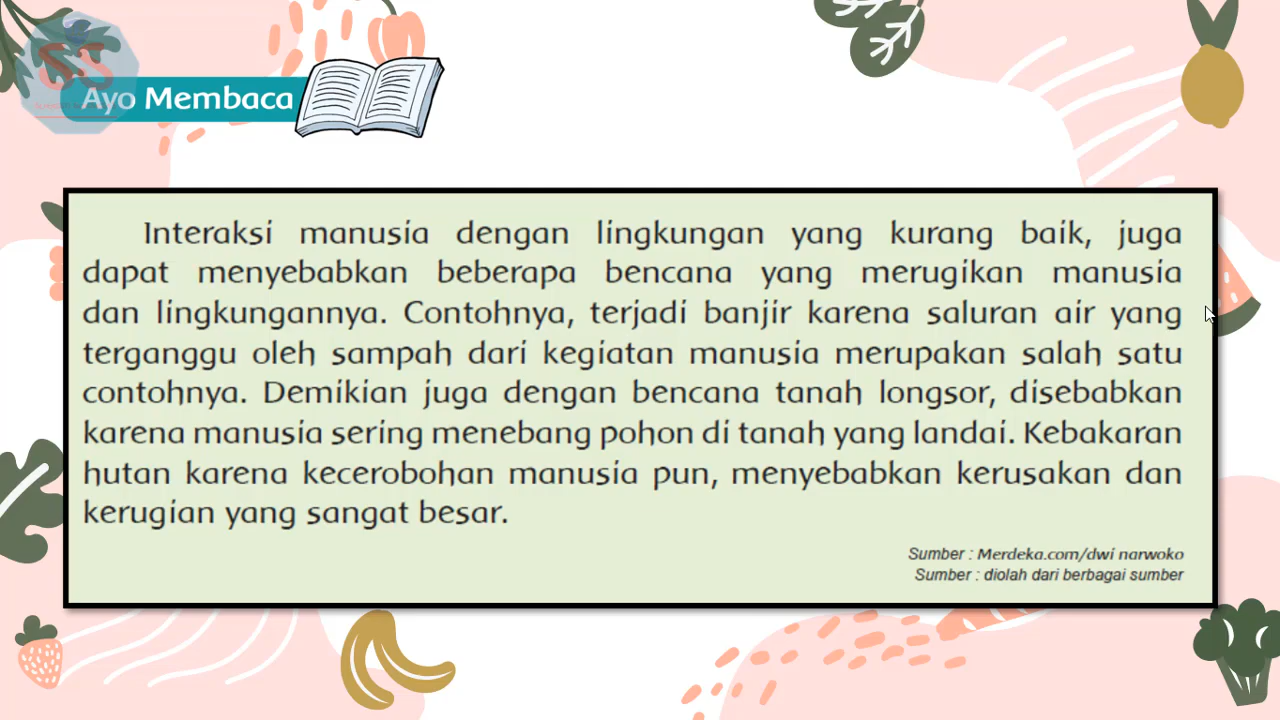 Ayo Membaca
Interaksi manusia dengan lingkungan yang kurang baik, juga
dapat menyebabkan beberapa bencana yang merugikan manusia
dan lingkungannya. Contohnya, terjadi banjir karena saluran air yang
terganggu oleh sampah dari kegiatan manusia merupakan salah satu
contohnya. Demikian juga dengan bencana tanah longsor, disebabkan
karena manusia sering menebang pohon di tanah yang landai. Kebakaran
hutan karena kecerobohan manusia pun, menyebabkan kerusakan dan
kerugian yang sangat besar.
Sumber : Merdeka.com/dwi narwoko
Sumber : diolah dari berbagai sumber